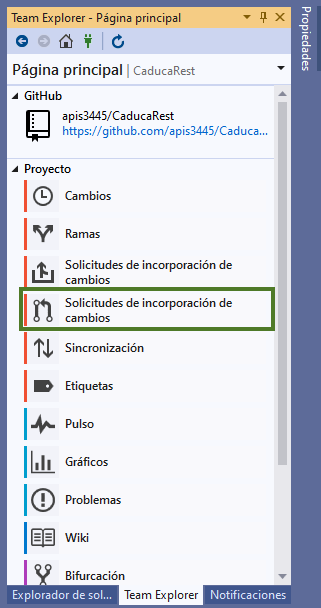 Team Explorer - Página principal
Página principal | CaducaRest
GitHub
apis3445/CaducaRest
https://github.com/apis3445/Caduca...
Proyecto
Cambios
Ramas
Solicitudes de incorporación de
cambios
Solicitudes de incorporación de
cambios
Sincronización
Etiquetas
Pulso
Gráficos
Problemas
Wiki
Bifurcación
Explorador de sol...
Team Explorer
Notificaciones
Propiedades